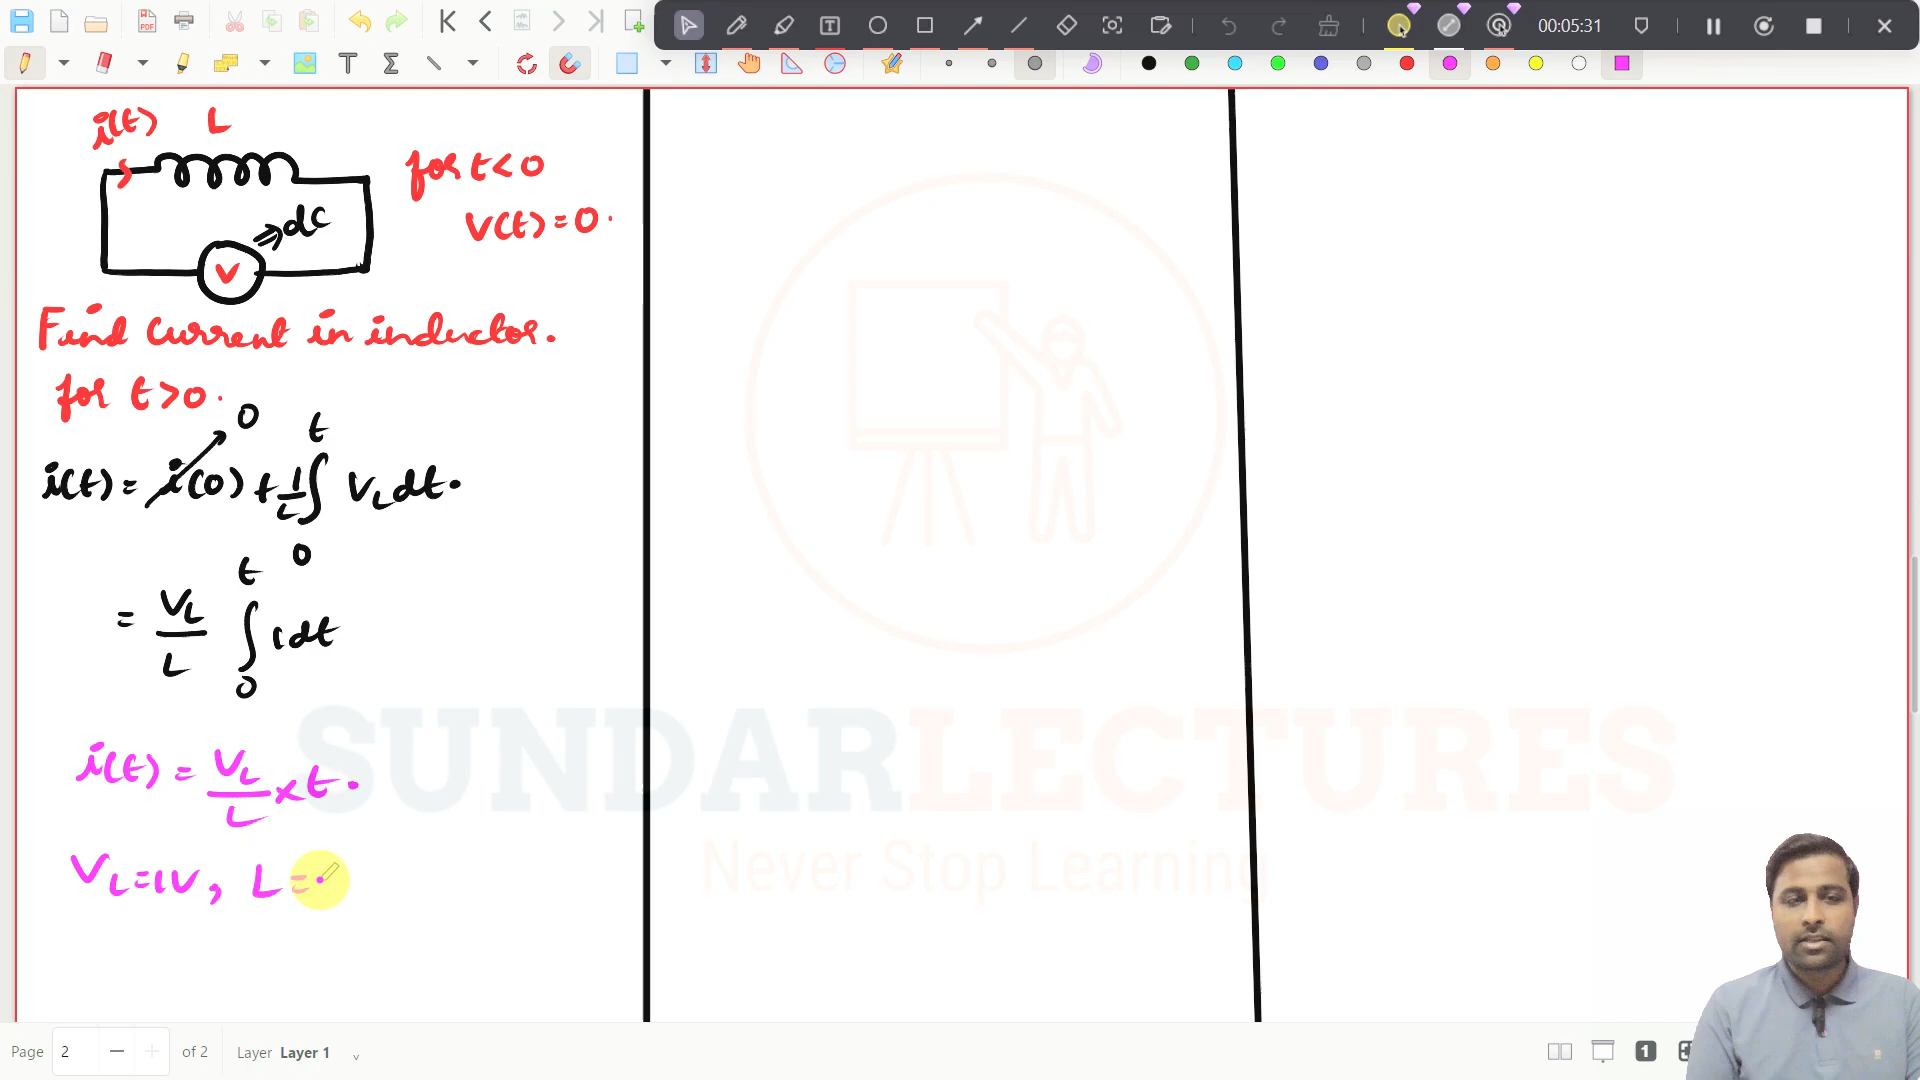 00:05:31
i(t) L
for t<0
⇒dc
V(t)=0.
V
Find current in inductor.
for t>0.
0 t
i(t)= i(0) + 1/L ∫ VL dt.
0
t
= VL/L ∫ 1dt
0
i(t) = VL/L × t.
VL=1V, L =
SUNDARLECTURES
Never Stop Learning
Page 2 of 2 Layer Layer 1 1